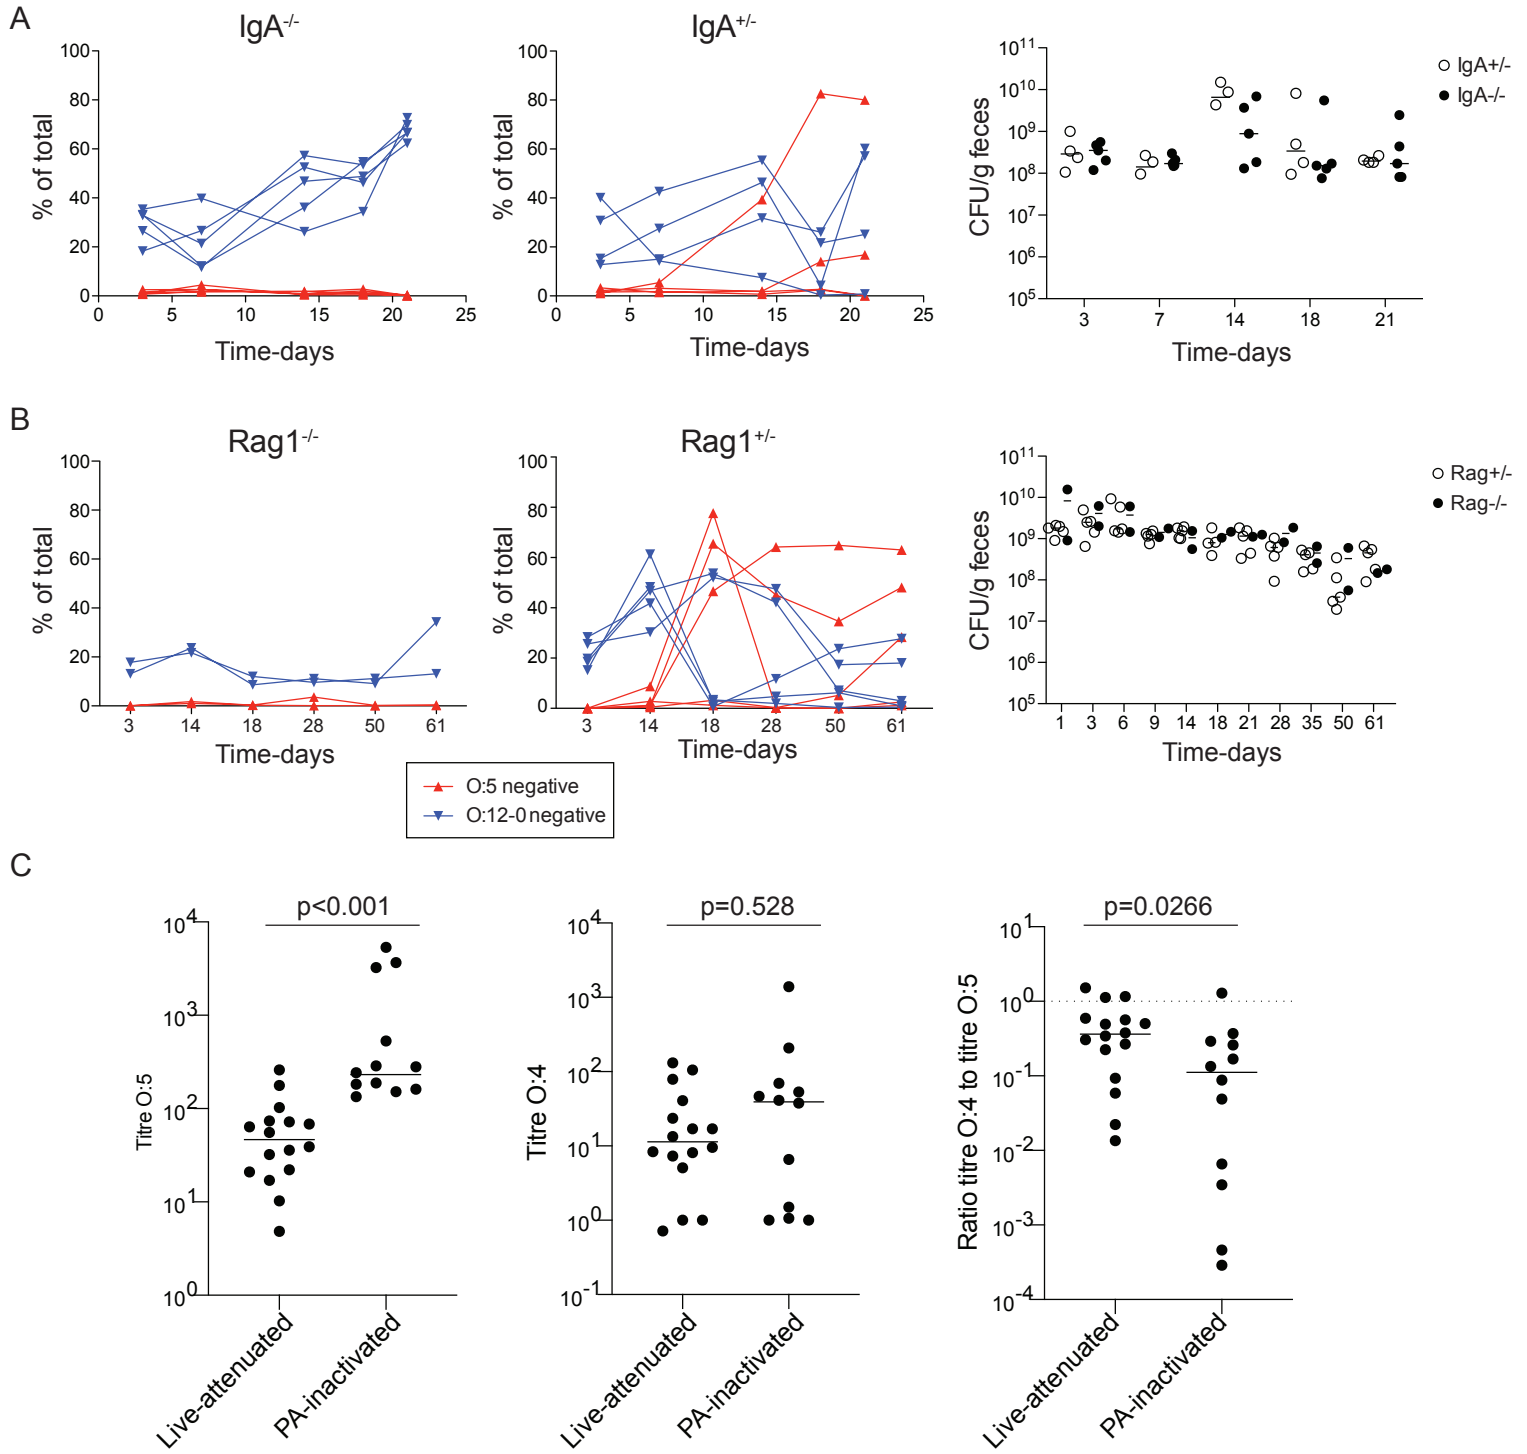 A
IgA-/-
% of total
100
80
60
40
20
0
0 5 10 15 20 25
Time-days
IgA+/-
% of total
100
80
60
40
20
0
0 5 10 15 20 25
Time-days
CFU/g feces
10^11
10^10
10^9
10^8
10^7
10^6
10^5
3 7 14 18 21
Time-days
IgA+/-
IgA-/-
B
Rag1-/-
% of total
100
80
60
40
20
0
3 14 18 28 50 61
Time-days
Rag1+/-
% of total
100
80
60
40
20
0
3 14 18 28 50 61
Time-days
CFU/g feces
10^11
10^10
10^9
10^8
10^7
10^6
10^5
1 3 6 9 14 18 21 28 35 50 61
Time-days
Rag+/-
Rag-/-
O:5 negative
O:12-0 negative
C
p<0.001
Titre O:5
10^4
10^3
10^2
10^1
10^0
Live-attenuated
PA-inactivated
p=0.528
Titre O:4
10^4
10^3
10^2
10^1
10^0
10^-1
Live-attenuated
PA-inactivated
p=0.0266
Ratio titre O:4 to titre O:5
10^1
10^0
10^-1
10^-2
10^-3
10^-4
Live-attenuated
PA-inactivated